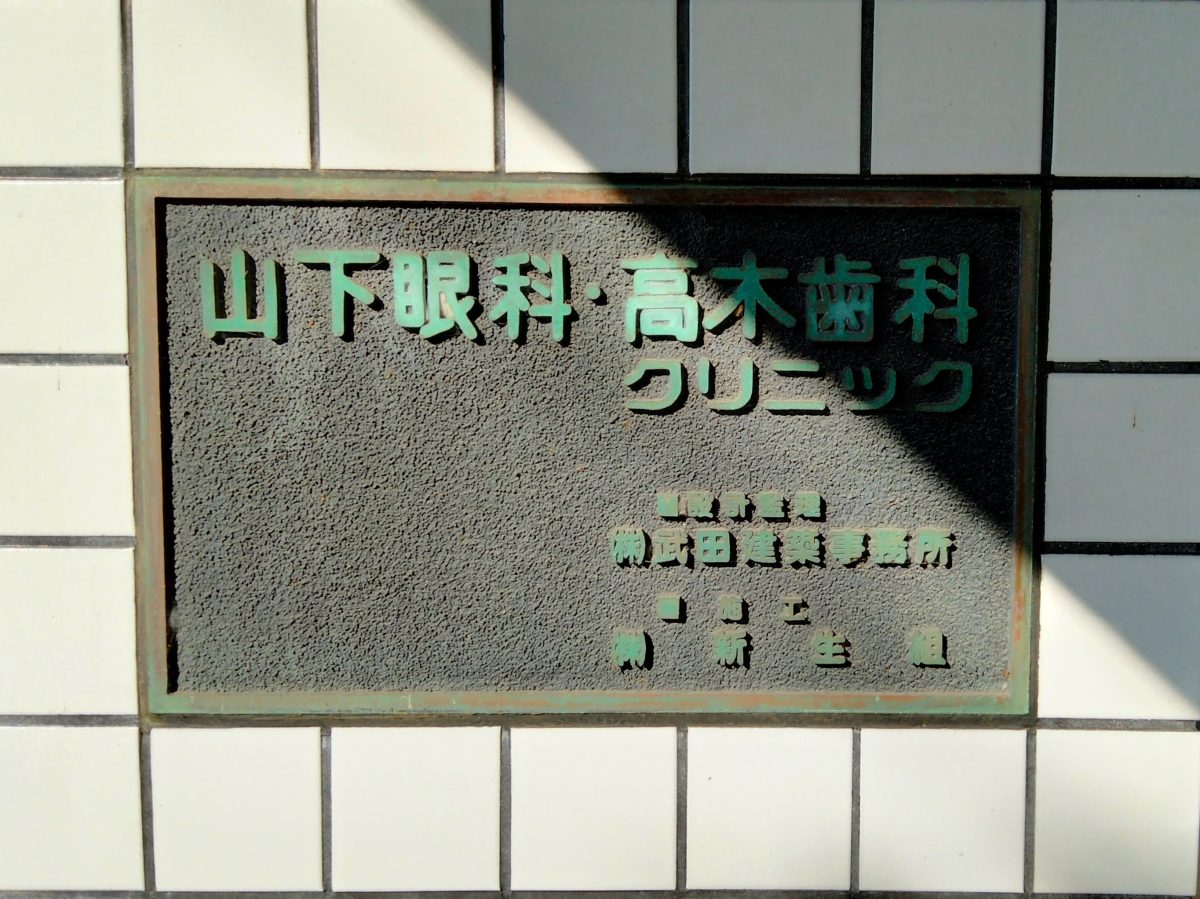 山下眼科・高木歯科
クリニック
■設計監理
㈱武田建築事務所
■施工
㈱新生組